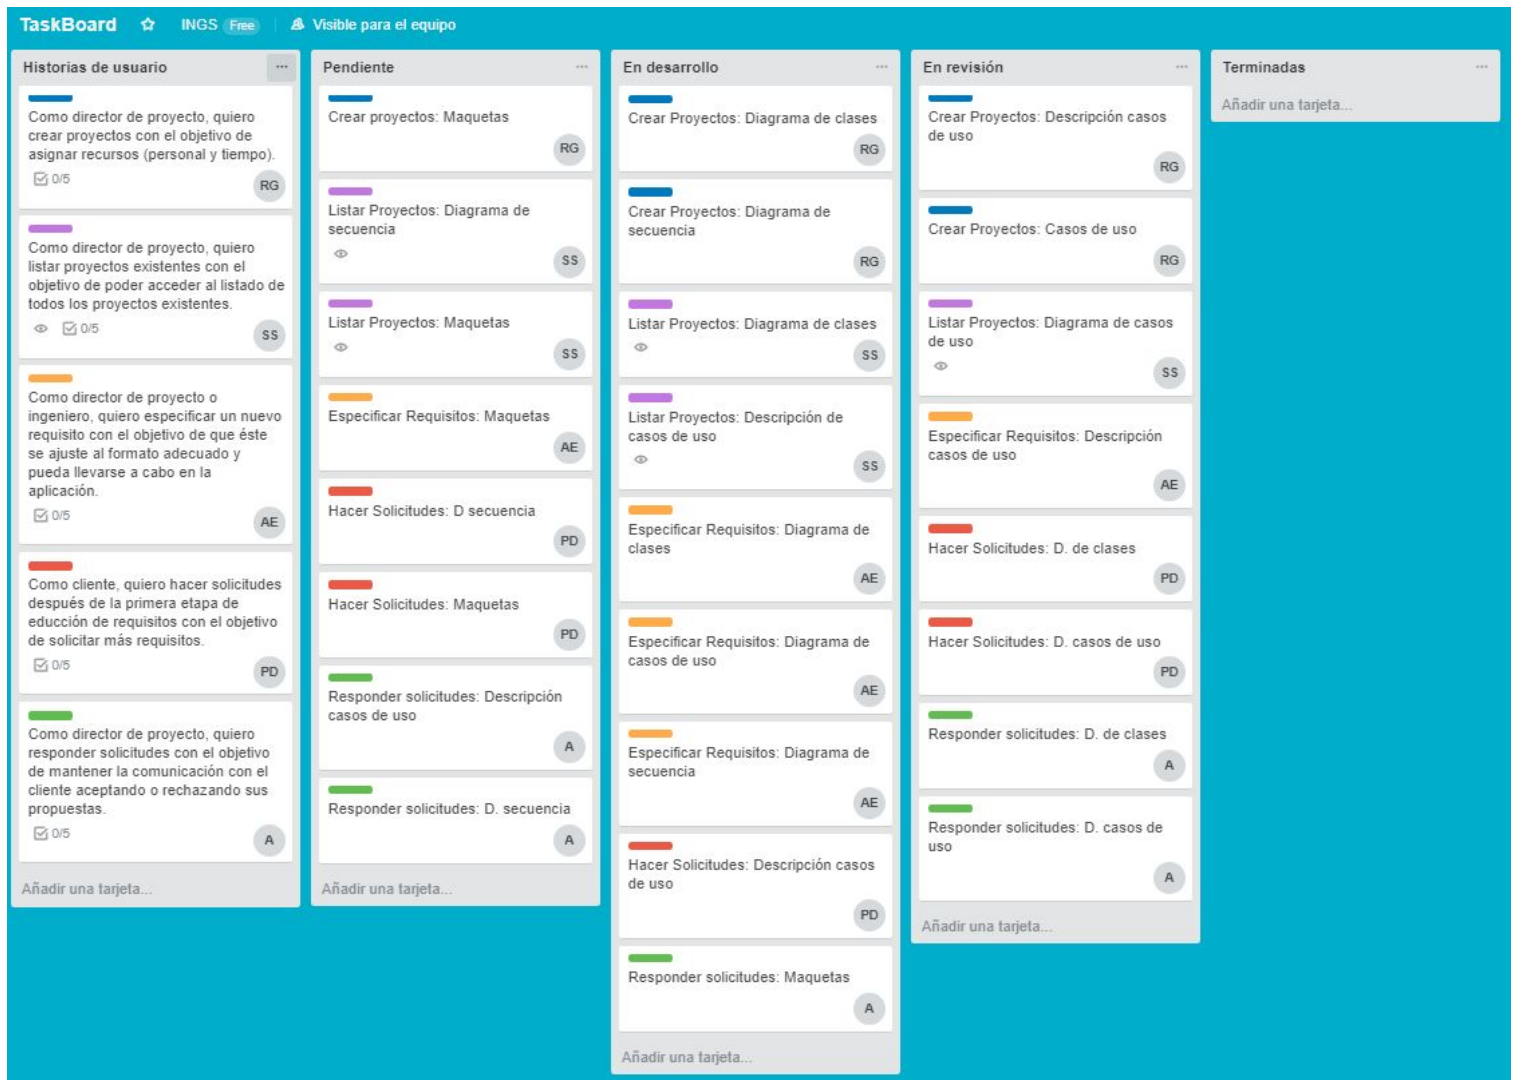 TaskBoard INGS Free Visible para el equipo
Historias de usuario
Como director de proyecto, quiero
crear proyectos con el objetivo de
asignar recursos (personal y tiempo).
0/5
RG
Como director de proyecto, quiero
listar proyectos existentes con el
objetivo de poder acceder al listado de
todos los proyectos existentes.
0/5
SS
Como director de proyecto o
ingeniero, quiero especificar un nuevo
requisito con el objetivo de que éste
se ajuste al formato adecuado y
pueda llevarse a cabo en la
aplicación.
0/5
AE
Como cliente, quiero hacer solicitudes
después de la primera etapa de
educción de requisitos con el objetivo
de solicitar más requisitos.
0/5
PD
Como director de proyecto, quiero
responder solicitudes con el objetivo
de mantener la comunicación con el
cliente aceptando o rechazando sus
propuestas.
0/5
A
Añadir una tarjeta...
Pendiente
Crear proyectos: Maquetas
RG
Listar Proyectos: Diagrama de
secuencia
SS
Listar Proyectos: Maquetas
SS
Especificar Requisitos: Maquetas
AE
Hacer Solicitudes: D secuencia
PD
Hacer Solicitudes: Maquetas
PD
Responder solicitudes: Descripción
casos de uso
A
Responder solicitudes: D. secuencia
A
Añadir una tarjeta...
En desarrollo
Crear Proyectos: Diagrama de clases
RG
Crear Proyectos: Diagrama de
secuencia
RG
Listar Proyectos: Diagrama de clases
SS
Listar Proyectos: Descripción de
casos de uso
SS
Especificar Requisitos: Diagrama de
clases
AE
Especificar Requisitos: Diagrama de
casos de uso
AE
Especificar Requisitos: Diagrama de
secuencia
AE
Hacer Solicitudes: Descripción casos
de uso
PD
Responder solicitudes: Maquetas
A
Añadir una tarjeta...
En revisión
Crear Proyectos: Descripción casos
de uso
RG
Crear Proyectos: Casos de uso
RG
Listar Proyectos: Diagrama de casos
de uso
SS
Especificar Requisitos: Descripción
casos de uso
AE
Hacer Solicitudes: D. de clases
PD
Hacer Solicitudes: D. casos de uso
PD
Responder solicitudes: D. de clases
A
Responder solicitudes: D. casos de
uso
A
Añadir una tarjeta...
Terminadas
Añadir una tarjeta...